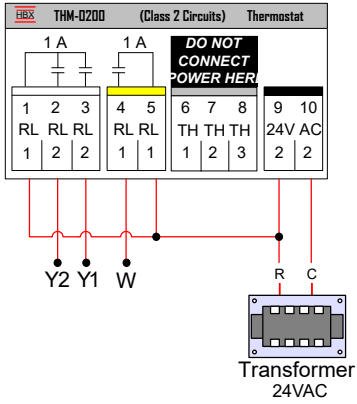 HBX THM-0200 (Class 2 Circuits) Thermostat
1 A 1 A DO NOT
CONNECT
POWER HERE
1 2 3 4 5 6 7 8 9 10
RL RL RL RL RL TH TH TH 24V AC
1 2 2 1 1 1 2 3 2 2
Y2 Y1 W R C
Transformer
24VAC